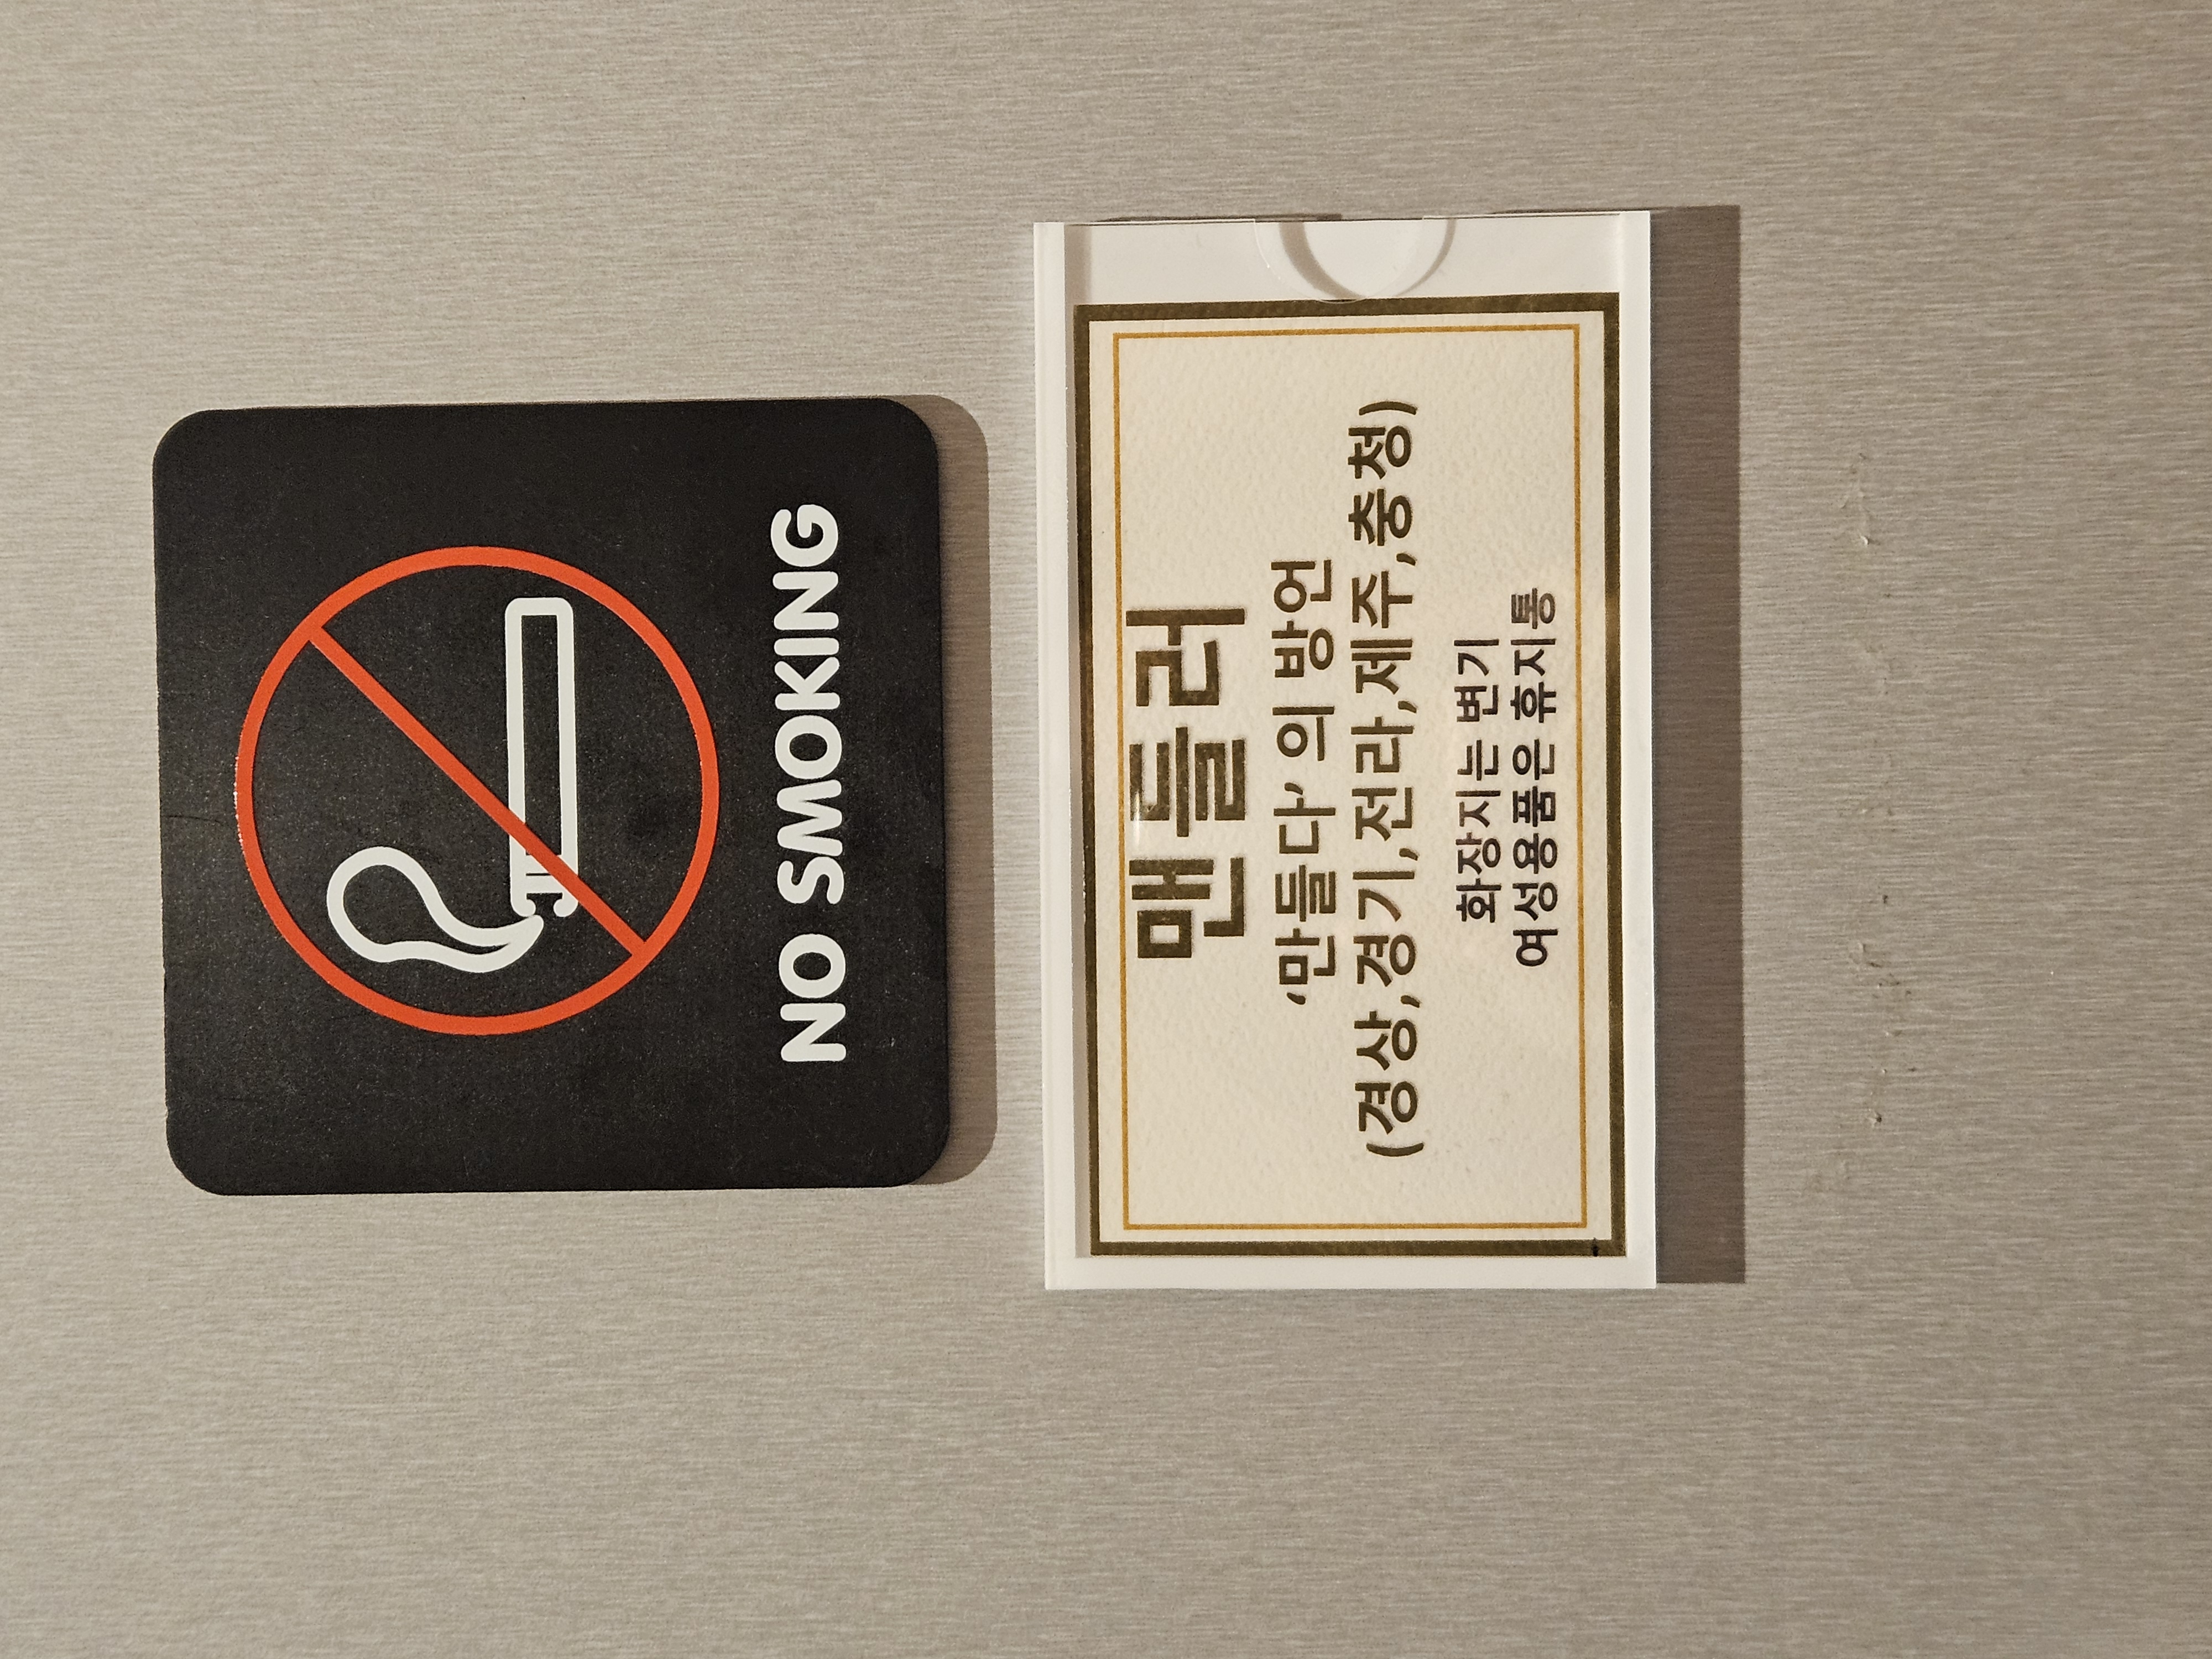 NO SMOKING
맨들러
'만들다' 의 방언
(경상,경기,전라,제주,충청)
화장지는 변기
여성용품은 휴지통